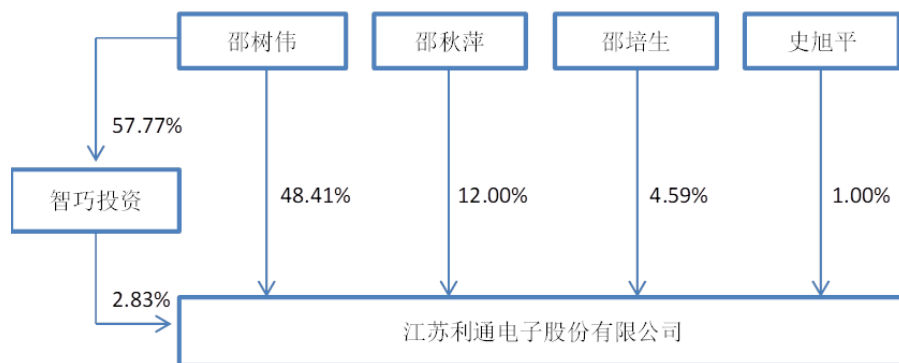 邵树伟
邵秋萍
邵培生
史旭平
57.77%
智巧投资
48.41%
12.00%
4.59%
1.00%
2.83%
江苏利通电子股份有限公司